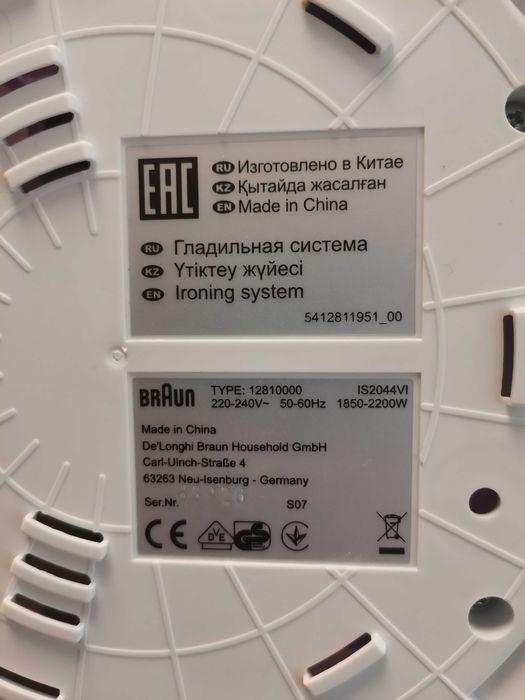 EAC
RU Изготовлено в Китае
KZ Қытайда жасалған
EN Made in China
RU Гладильная система
KZ Үтіктеу жүйесі
EN Ironing system
5412811951_00
BRAUN TYPE: 12810000 IS2044VI
220-240V~ 50-60Hz 1850-2200W
Made in China
De'Longhi Braun Household GmbH
Carl-Ulrich-Straße 4
63263 Neu-Isenburg - Germany
Ser.Nr. S07
CE DVE GS